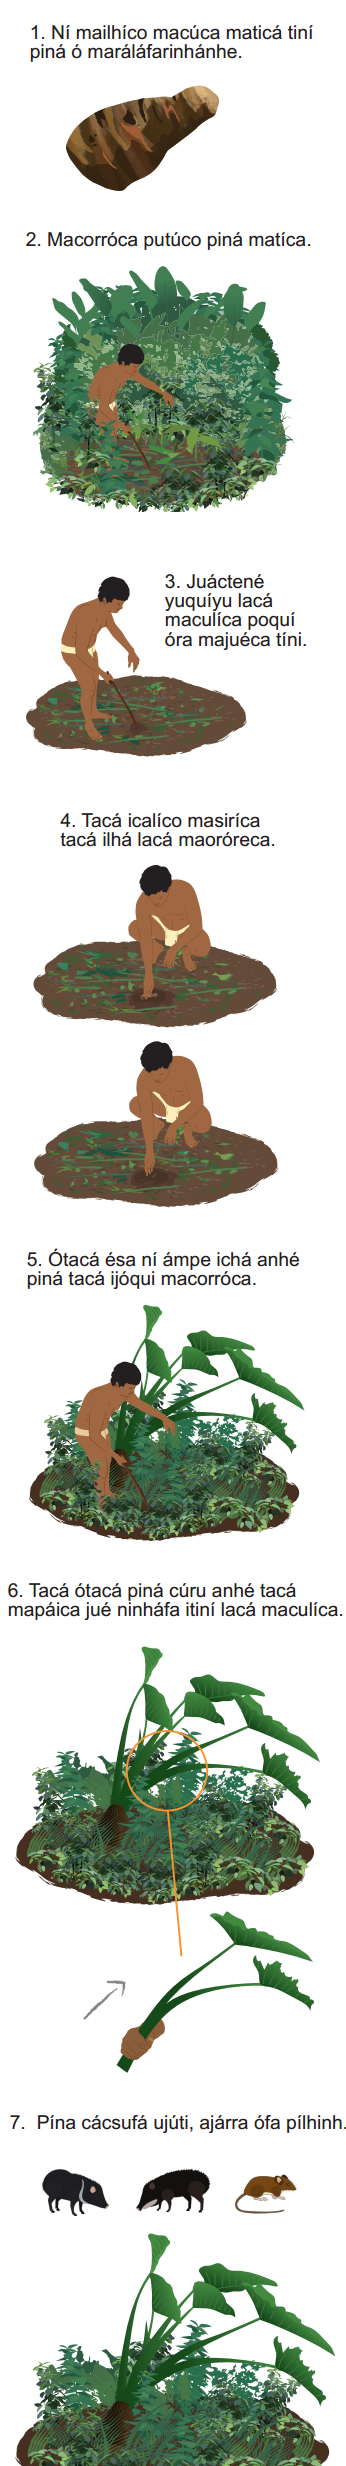 1. Ní mailhíco macúca maticá tiní
piná ó maráláfarinhánhe.
2. Macorróca putúco piná matíca.
3. Juáctené
yuquíyu lacá
maculíca poquí
óra majuéca tíni.
4. Tacá icalíco masiríca
tacá ilhá lacá maoróreca.
5. Ótacá ésa ní ámpe ichá anhé
piná tacá ijóqui macorróca.
6. Tacá ótacá piná cúru anhé tacá
mapáica jué ninháfa itiní lacá maculíca.
7. Pína cácsufá ujúti, ajárra ófa pílhinh.